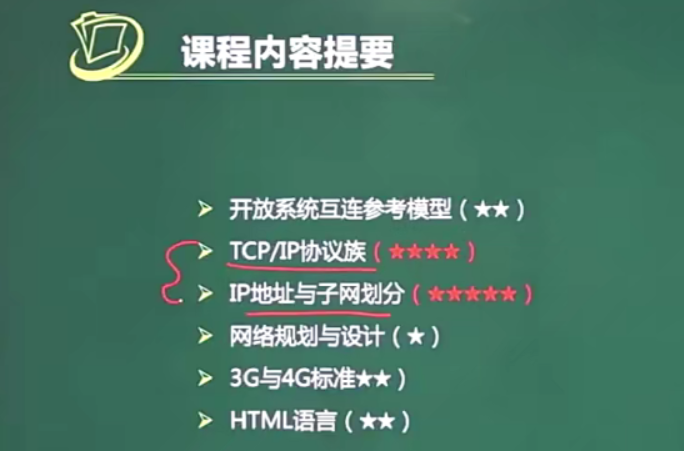 课程内容提要
开放系统互连参考模型（★★）
TCP/IP协议族（★★★★）
IP地址与子网划分（★★★★★）
网络规划与设计（★）
3G与4G标准★★）
HTML语言（★★）